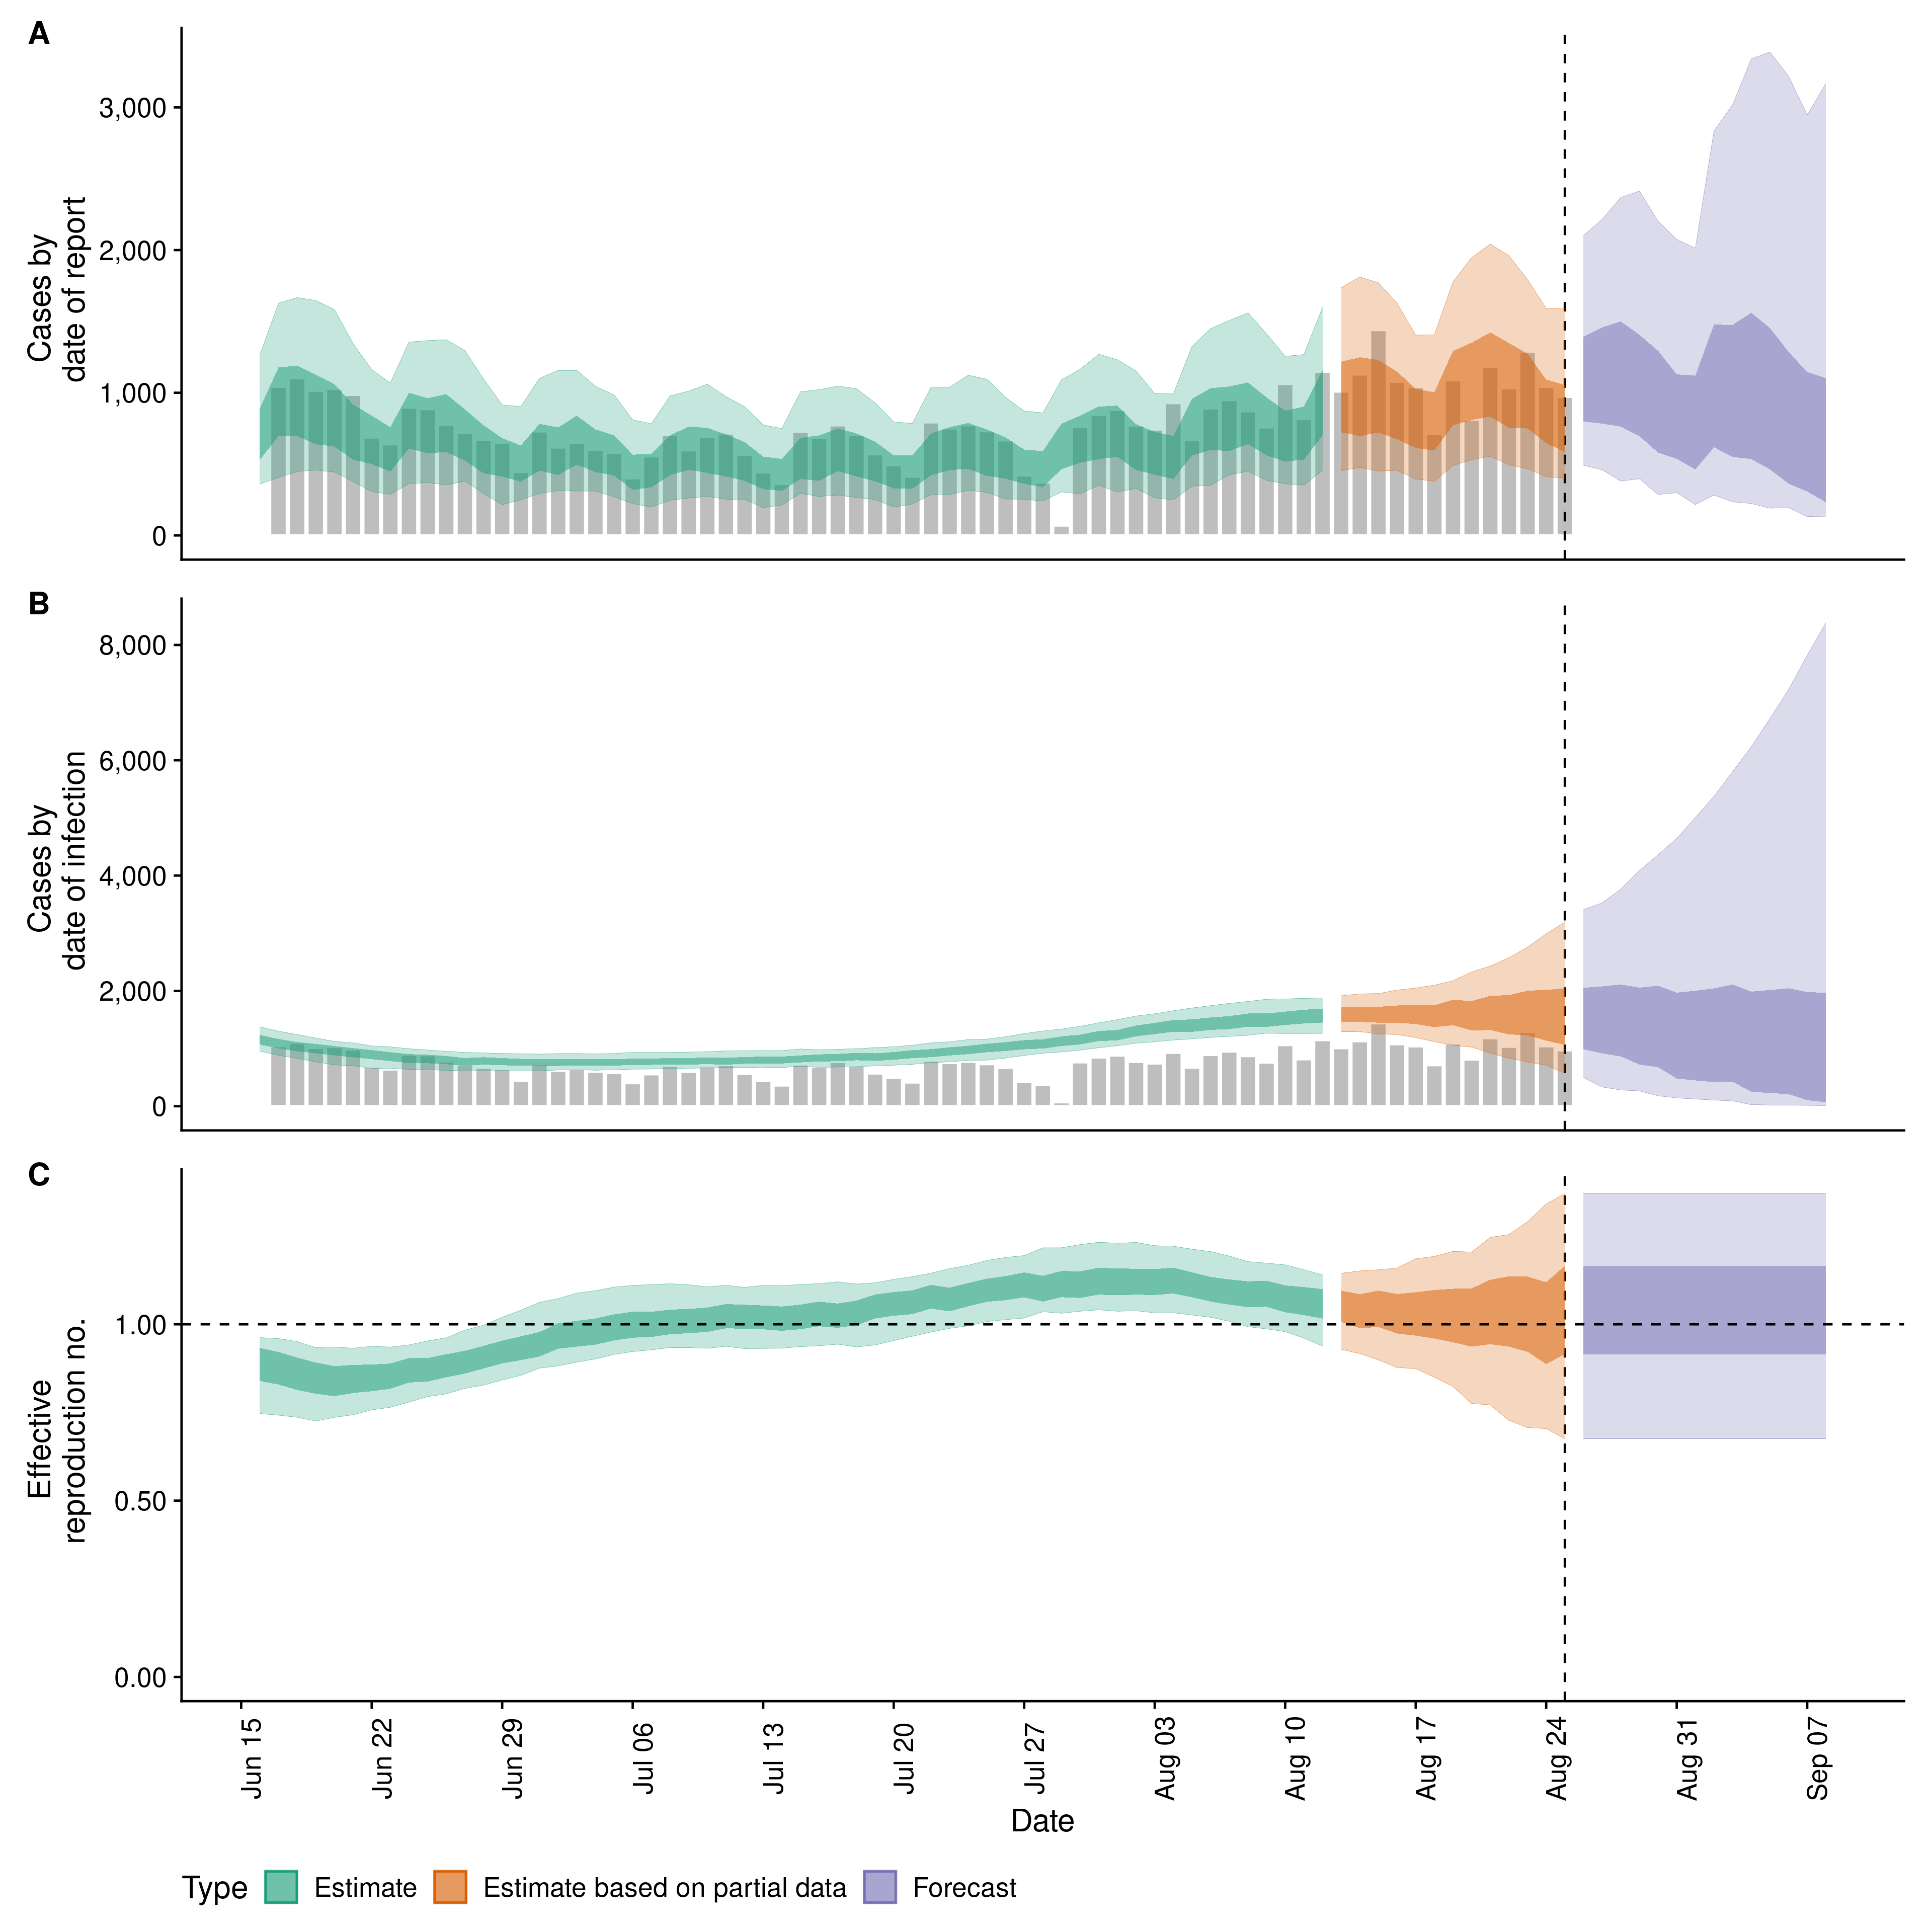 A
Cases by
date of report
3,000
2,000
1,000
0
B
Cases by
date of infection
8,000
6,000
4,000
2,000
0
C
Effective
reproduction no.
1.00
0.50
0.00
Jun 15
Jun 22
Jun 29
Jul 06
Jul 13
Jul 20
Jul 27
Aug 03
Aug 10
Aug 17
Aug 24
Aug 31
Sep 07
Date
Type Estimate Estimate based on partial data Forecast